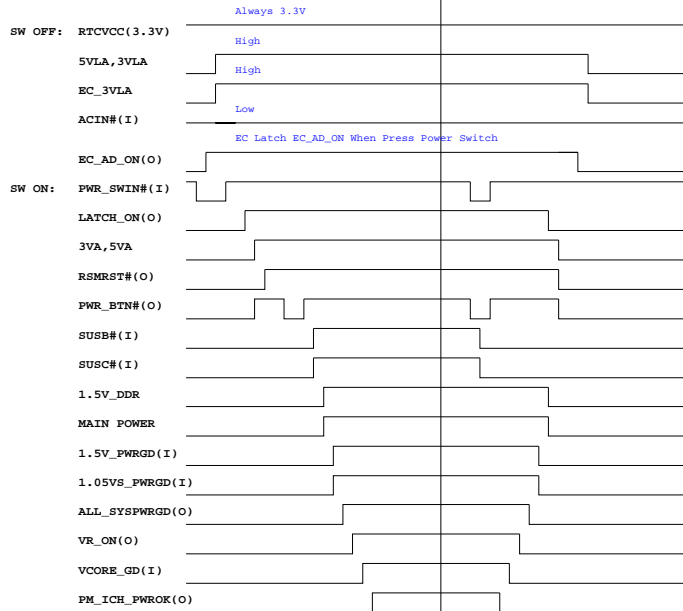 Always 3.3V
SW OFF: RTCVCC(3.3V)
High
5VLA,3VLA
High
EC_3VLA
Low
ACIN#(I)
EC Latch EC_AD_ON When Press Power Switch
EC_AD_ON(O)
SW ON: PWR_SWIN#(I)
LATCH_ON(O)
3VA,5VA
RSMRST#(O)
PWR_BTN#(O)
SUSB#(I)
SUSC#(I)
1.5V_DDR
MAIN POWER
1.5V_PWRGD(I)
1.05VS_PWRGD(I)
ALL_SYSPWRGD(O)
VR_ON(O)
VCORE_GD(I)
PM_ICH_PWROK(O)